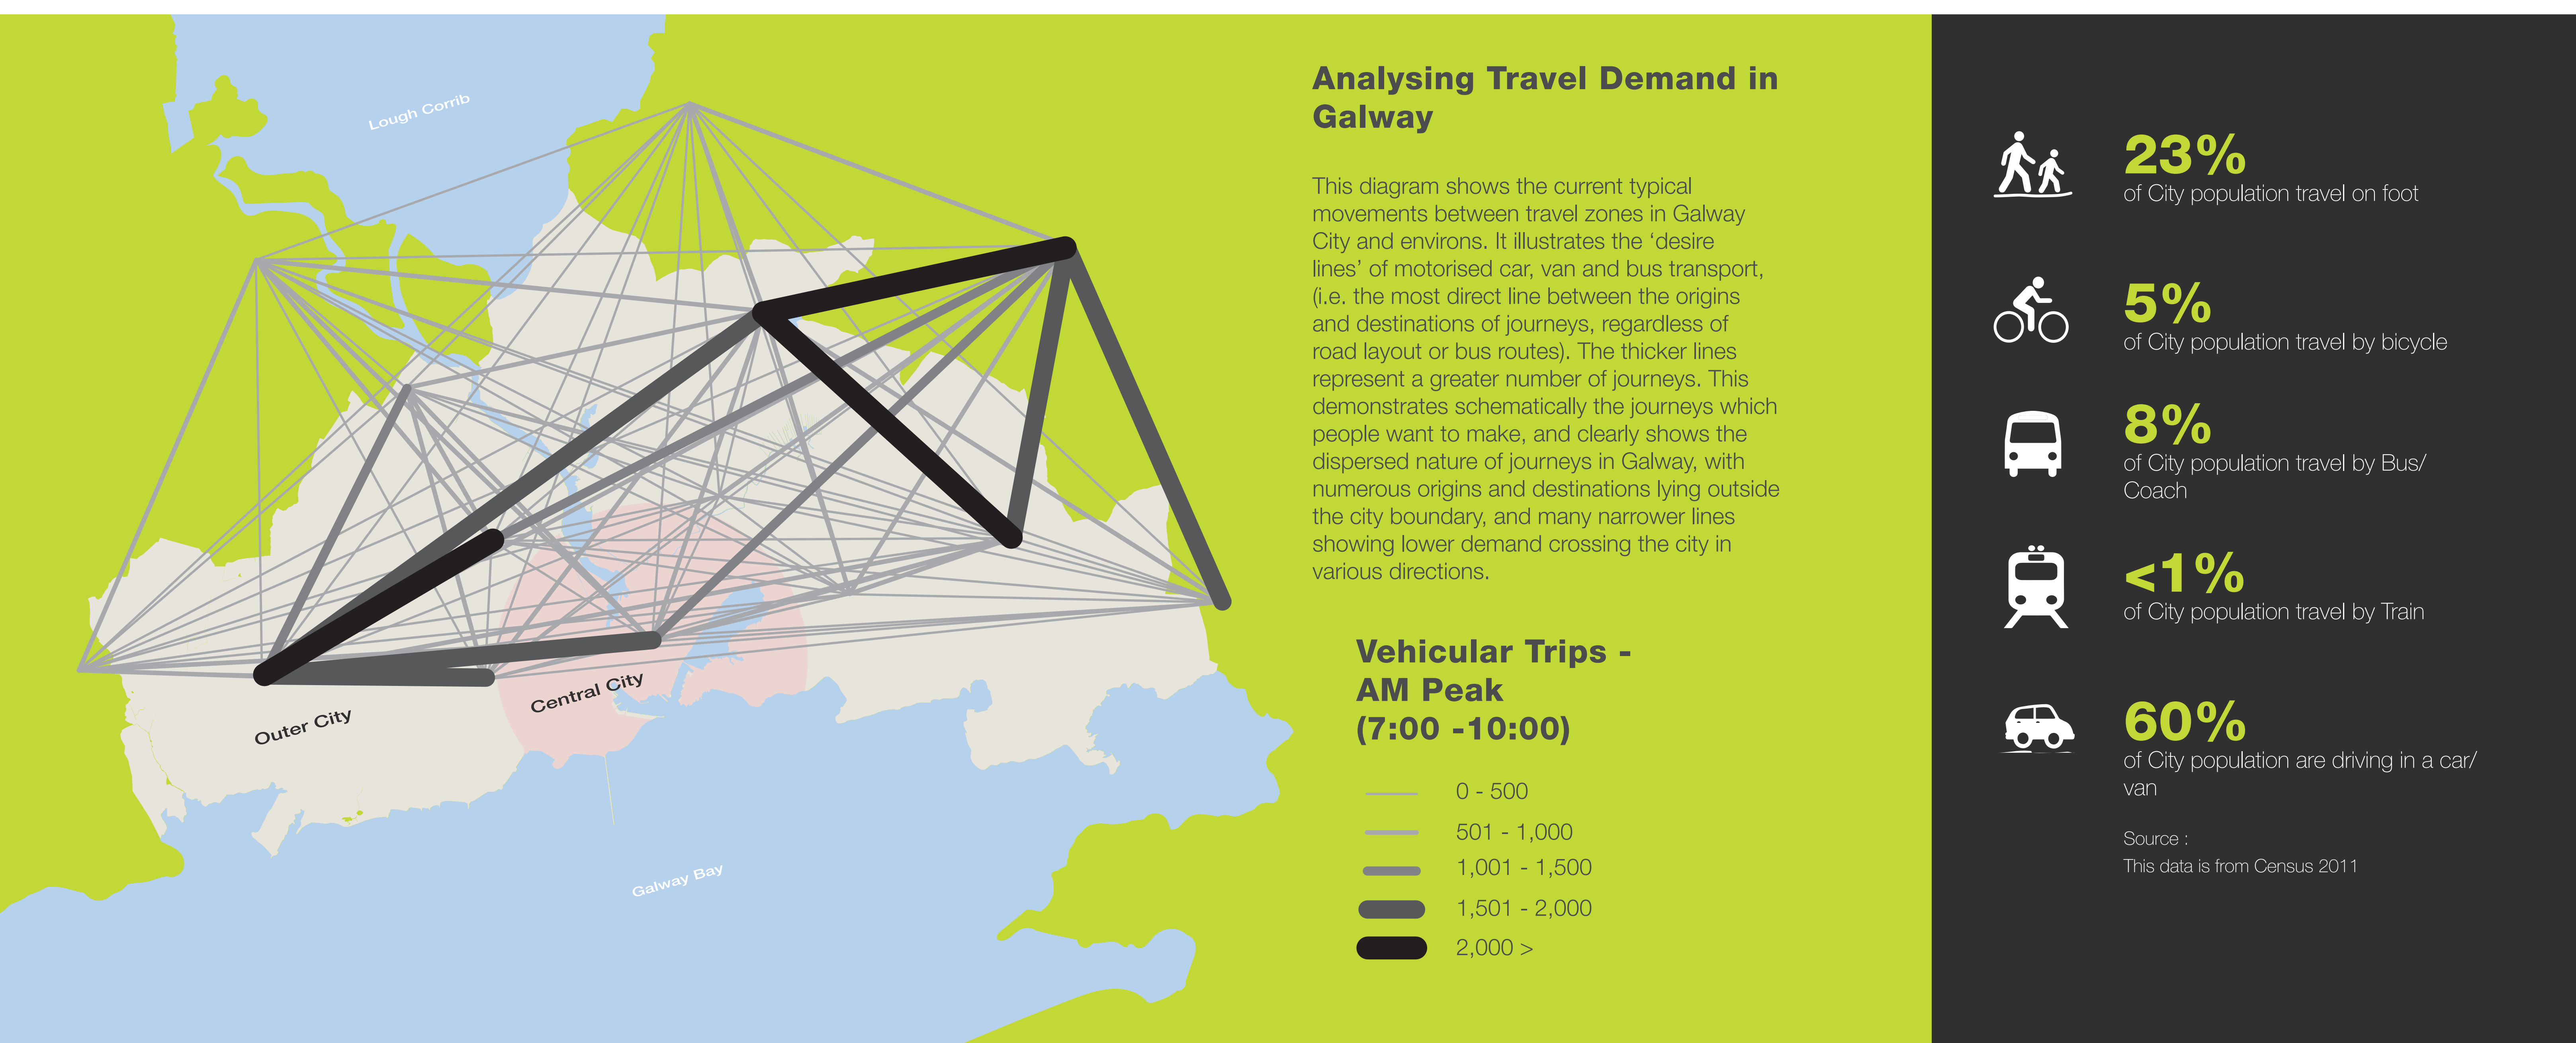 Lough Corrib
Outer City
Central City
Galway Bay
Analysing Travel Demand in
Galway
This diagram shows the current typical
movements between travel zones in Galway
City and environs. It illustrates the ‘desire
lines’ of motorised car, van and bus transport,
(i.e. the most direct line between the origins
and destinations of journeys, regardless of
road layout or bus routes). The thicker lines
represent a greater number of journeys. This
demonstrates schematically the journeys which
people want to make, and clearly shows the
dispersed nature of journeys in Galway, with
numerous origins and destinations lying outside
the city boundary, and many narrower lines
showing lower demand crossing the city in
various directions.
Vehicular Trips -
AM Peak
(7:00 -10:00)
0 - 500
501 - 1,000
1,001 - 1,500
1,501 - 2,000
2,000 >
23%
of City population travel on foot
5%
of City population travel by bicycle
8%
of City population travel by Bus/
Coach
<1%
of City population travel by Train
60%
of City population are driving in a car/
van
Source :
This data is from Census 2011